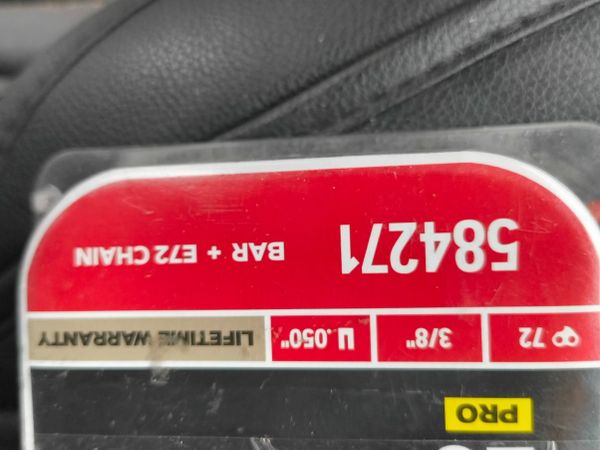 PRO
72 3/8" .050" LIFETIME WARRANTY
584271 BAR + E72 CHAIN